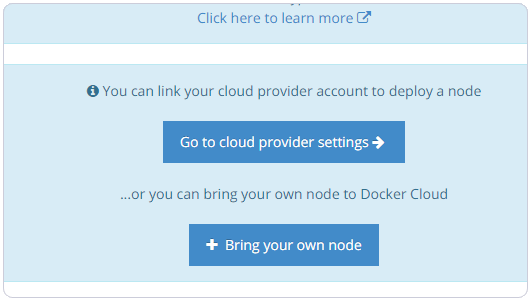 Click here to learn more
You can link your cloud provider account to deploy a node
Go to cloud provider settings
...or you can bring your own node to Docker Cloud
Bring your own node